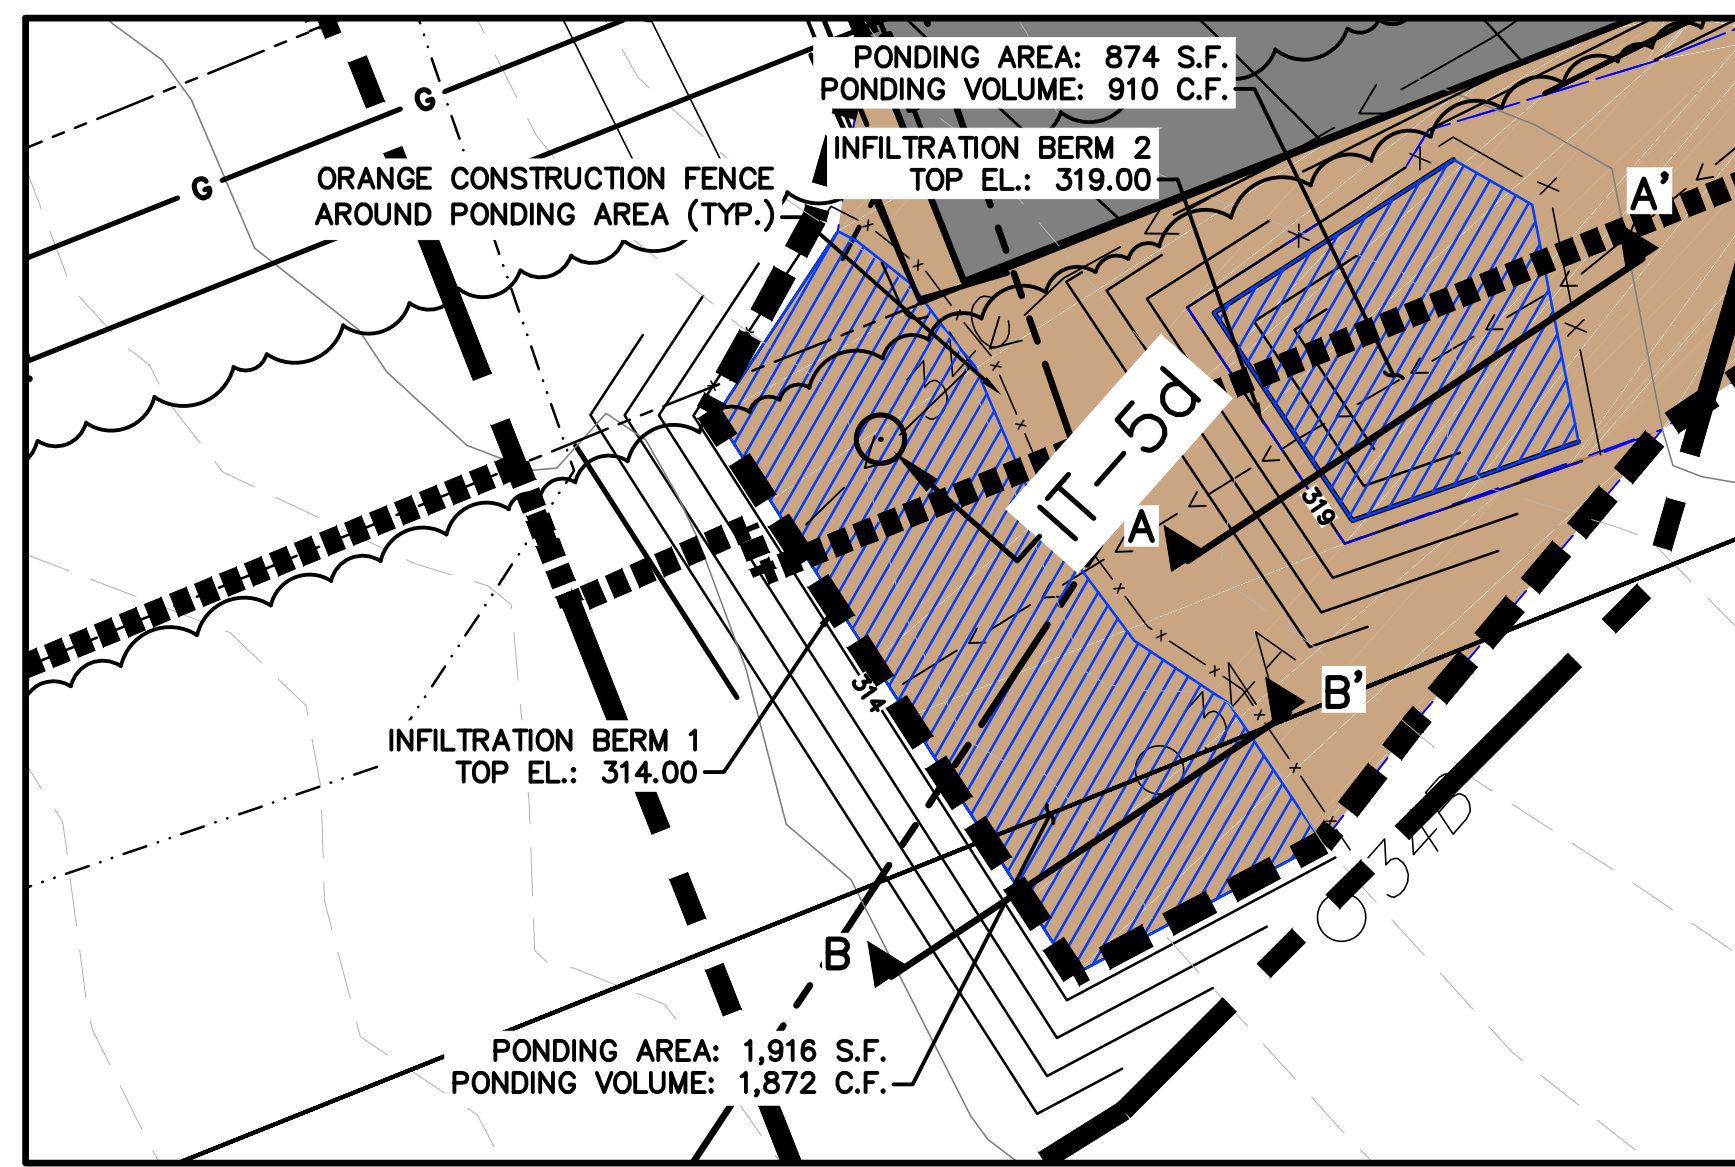 PONDING AREA: 874 S.F.
PONDING VOLUME: 910 C.F.
G
INFILTRATION BERM 2
TOP EL.: 319.00
ORANGE CONSTRUCTION FENCE
AROUND PONDING AREA (TYP.)
G
A'
IT-5d
319
A
314
B'
INFILTRATION BERM 1
TOP EL.: 314.00
34A
34B
B
PONDING AREA: 1,916 S.F.
PONDING VOLUME: 1,872 C.F.